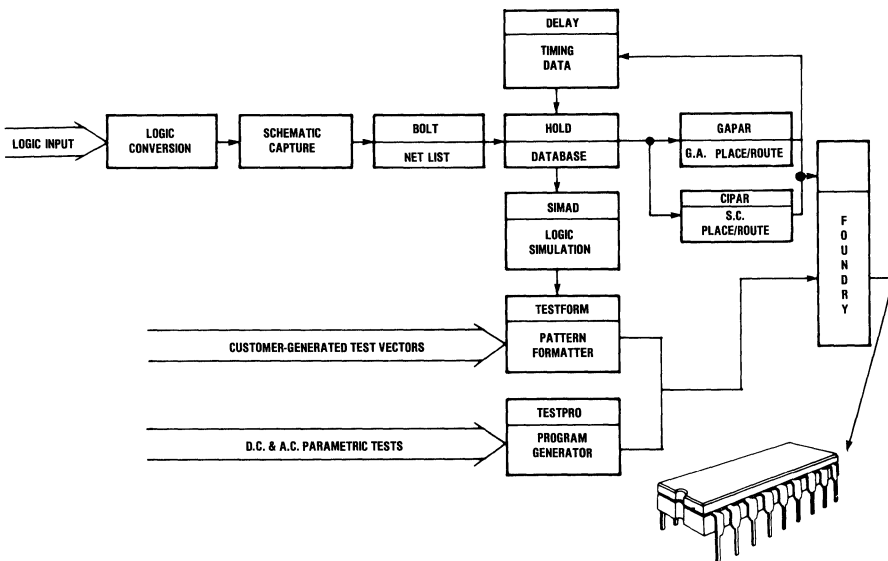 DELAY
TIMING
DATA
LOGIC INPUT
LOGIC
CONVERSION
SCHEMATIC
CAPTURE
BOLT
NET LIST
HOLD
DATABASE
GAPAR
G.A. PLACE/ROUTE
CIPAR
S.C.
PLACE/ROUTE
SIMAD
LOGIC
SIMULATION
FOUNDRY
TESTFORM
PATTERN
FORMATTER
CUSTOMER-GENERATED TEST VECTORS
TESTPRO
PROGRAM
GENERATOR
D.C. & A.C. PARAMETRIC TESTS